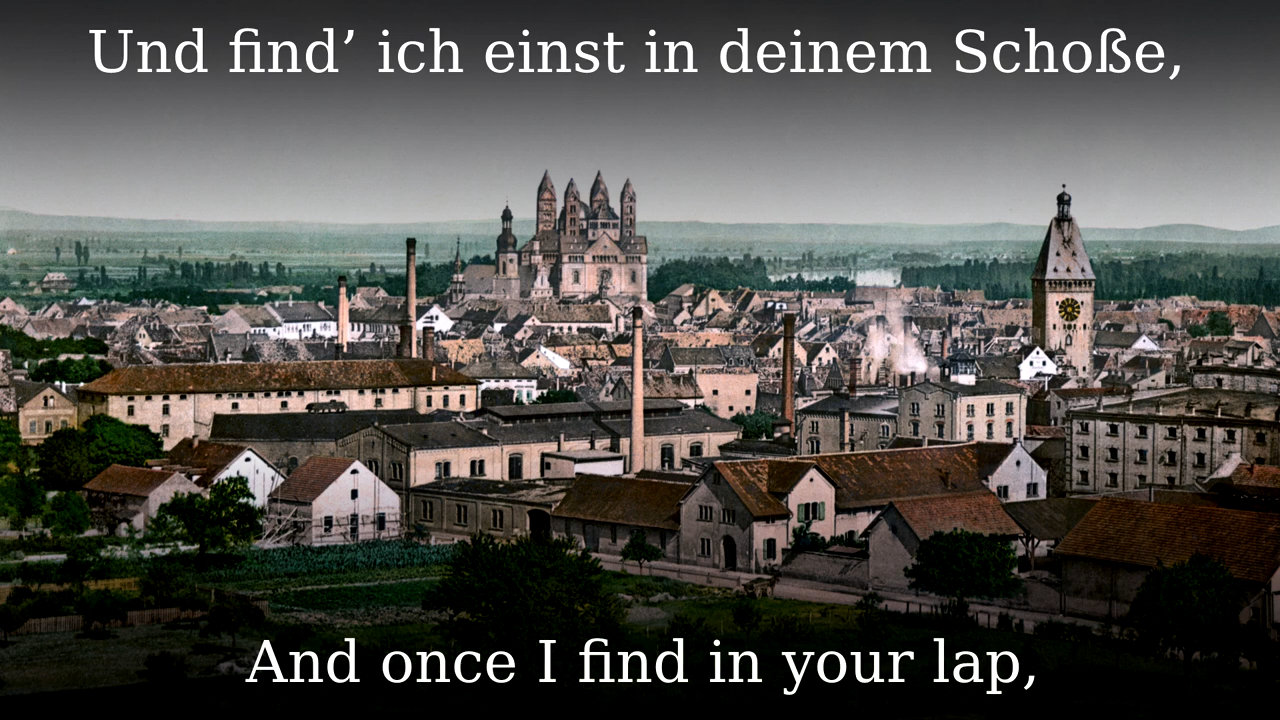 Und find’ ich einst in deinem Schoße,
And once I find in your lap,